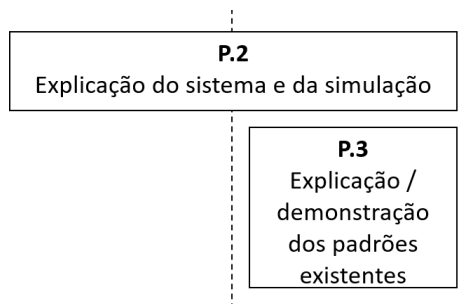 P.2
Explicação do sistema e da simulação
P.3
Explicação /
demonstração
dos padrões
existentes